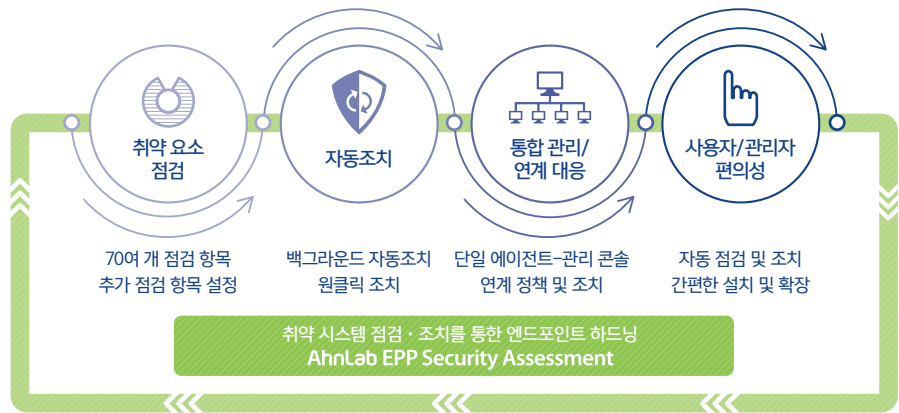 취약 요소
점검
자동조치
통합 관리/
연계 대응
사용자/관리자
편의성
70여 개 점검 항목
추가 점검 항목 설정
백그라운드 자동조치
원클릭 조치
단일 에이전트-관리 콘솔
연계 정책 및 조치
자동 점검 및 조치
간편한 설치 및 확장
취약 시스템 점검・조치를 통한 엔드포인트 하드닝
AhnLab EPP Security Assessment